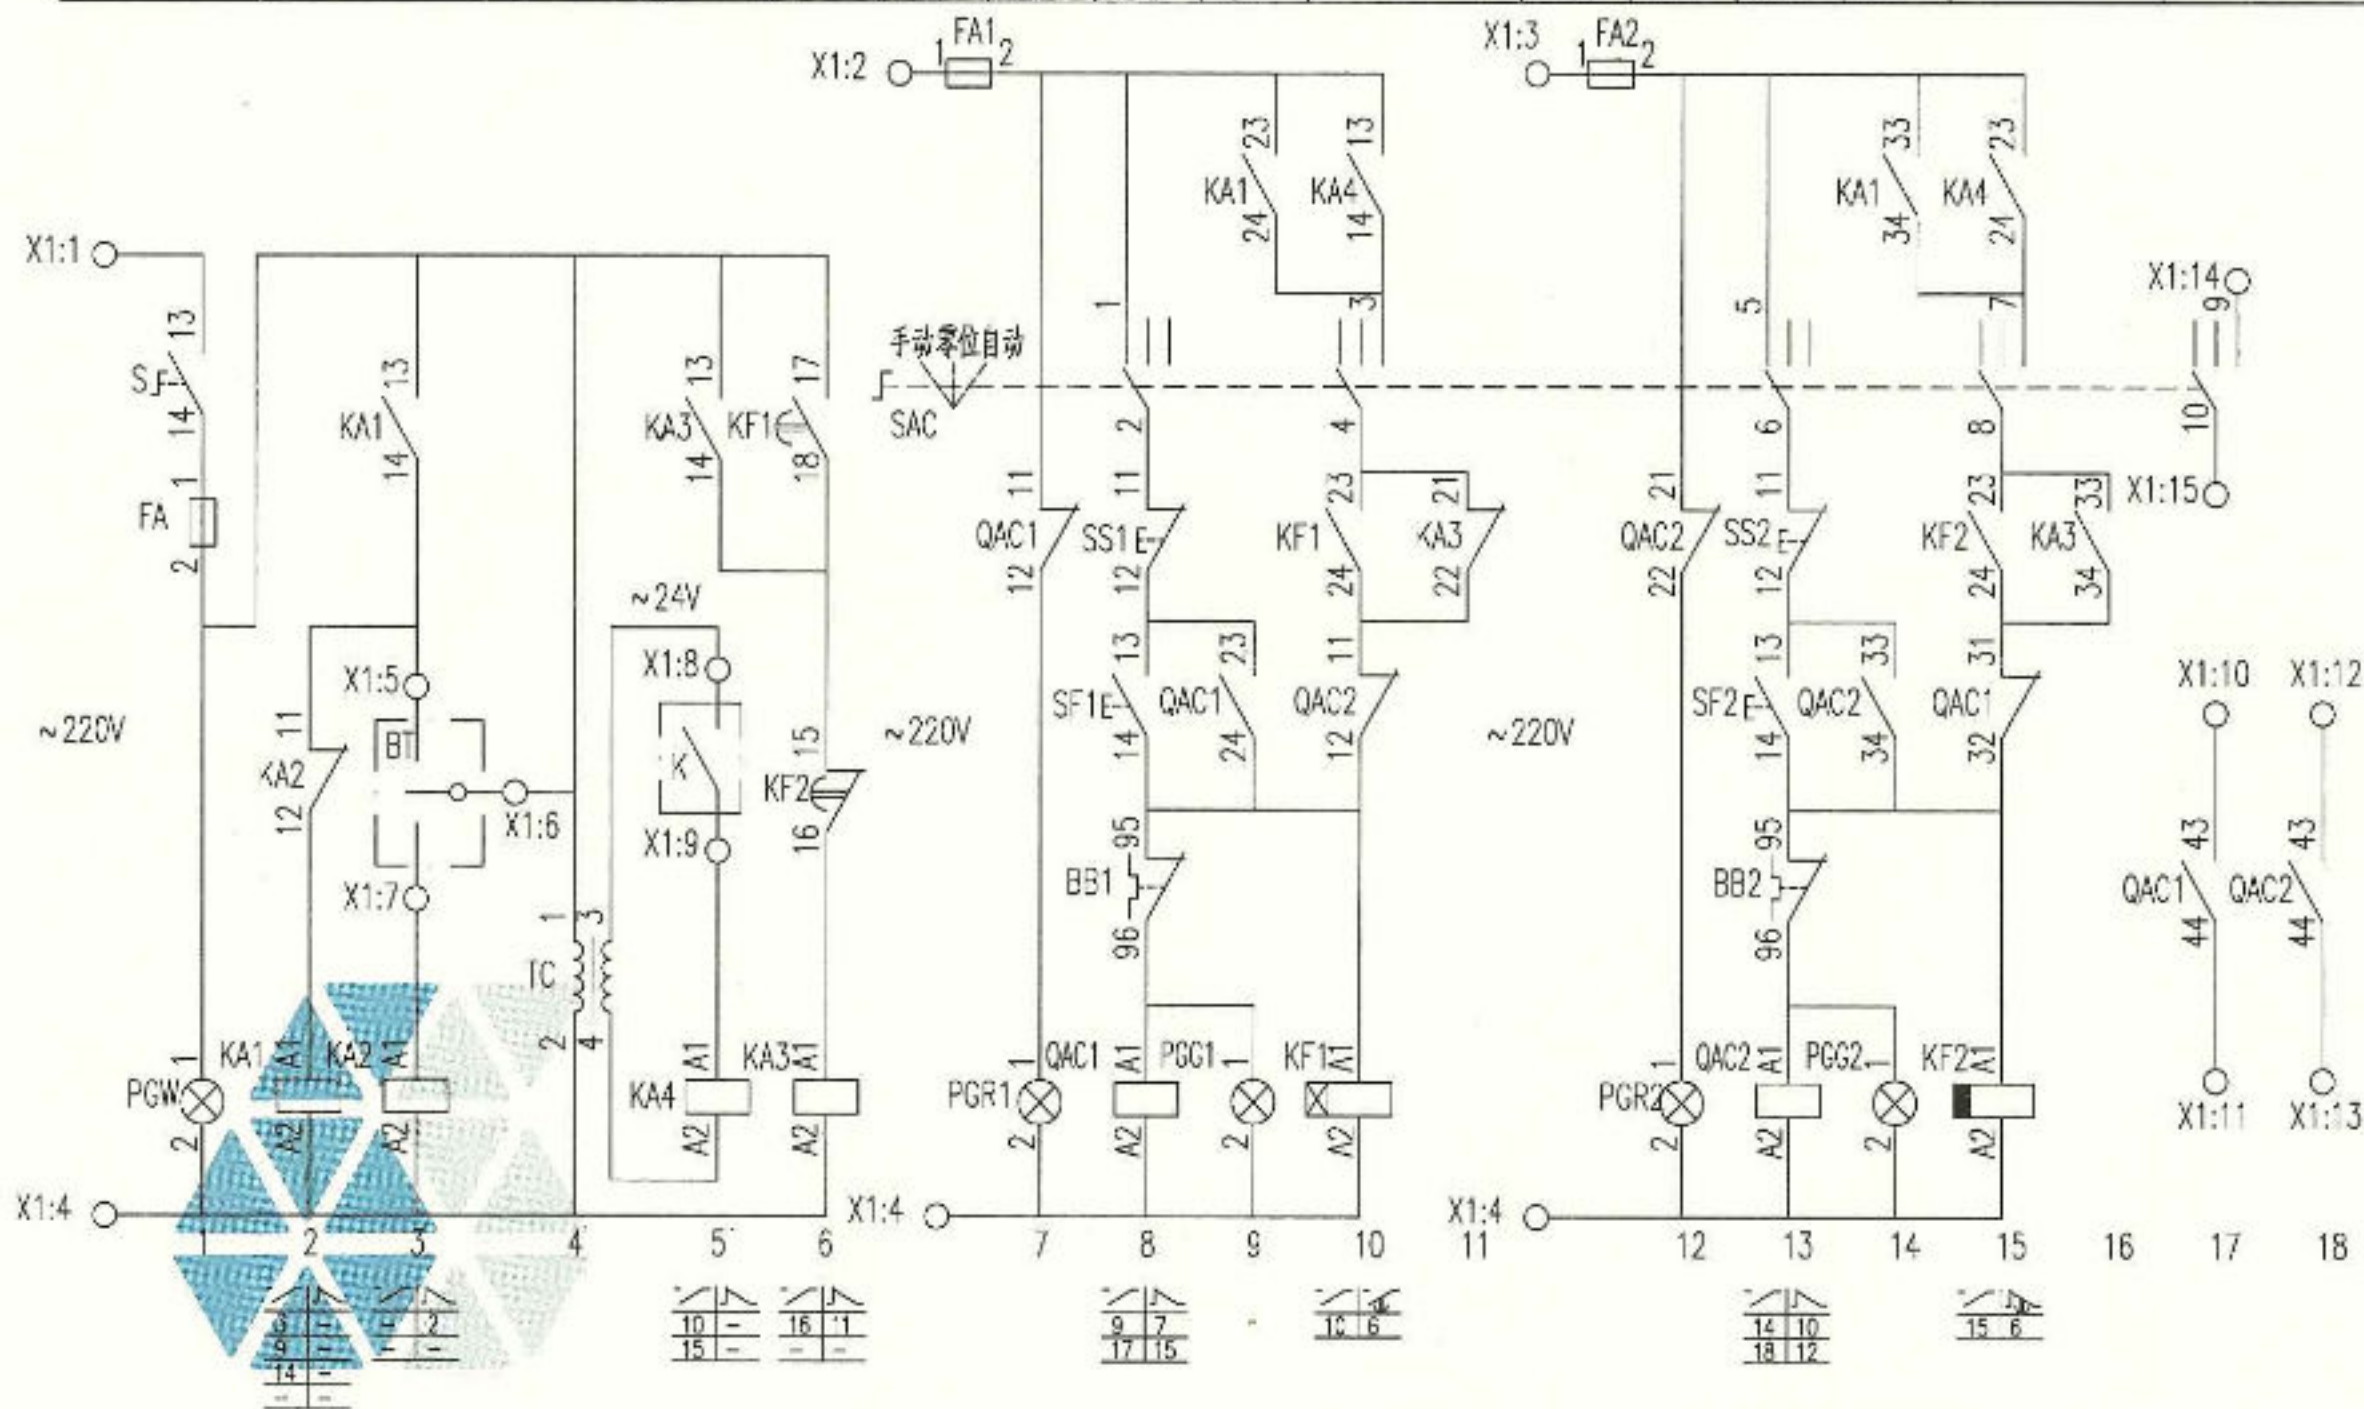 X1:2
1
FA1
2
X1:3
1
FA2
2
23
KA1
24
13
KA4
14
33
KA1
34
23
KA4
24
X1:1
13
S
14
1
FA
2
13
KA1
14
13
KA3
14
17
KF1
18
手动零位自动
SAC
1
2
3
4
5
6
7
8
X1:14
9
10
X1:15
11
QAC1
12
11
SS1
12
23
KF1
24
21
KA3
22
21
QAC2
22
11
SS2
12
23
KF2
24
33
KA3
34
~24V
X1:8
K
X1:9
X1:5
BT
X1:6
X1:7
11
KA2
12
15
KF2
16
~220V
~220V
~220V
13
SF1
14
23
QAC1
24
11
QAC2
12
13
SF2
14
33
QAC2
34
31
QAC1
32
X1:10
X1:12
95
BB1
96
95
BB2
96
43
QAC1
44
43
QAC2
44
1
3
TC
2
4
1
PGW
2
KA1
A1
A2
KA2
A1
A2
KA4
A1
A2
KA3
A1
A2
PGR1
1
2
QAC1
A1
A2
PGG1
1
2
KF1
A1
A2
PGR2
1
2
QAC2
A1
A2
PGG2
1
2
KF2
A1
A2
X1:11
X1:13
X1:4
X1:4
X1:4
1 2 3 4 5 6 7 8 9 10 11 12 13 14 15 16 17 18
- 2
9 -
14 -
- -
- -
10 -
15 -
16 11
- -
9 7
17 15
10 6
14 10
18 12
15 6